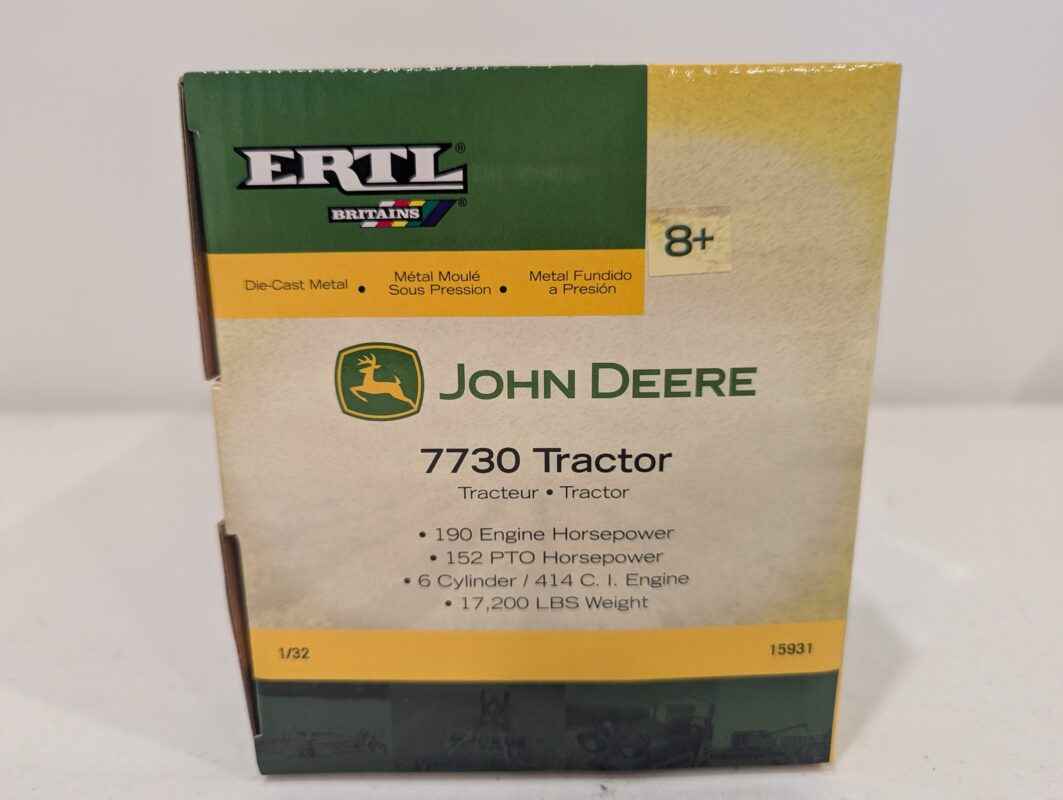 ERTL®
BRITAINS®
8+
Die-Cast Metal • Métal Moulé Sous Pression • Metal Fundido a Presión
JOHN DEERE
7730 Tractor
Tracteur • Tractor
• 190 Engine Horsepower
• 152 PTO Horsepower
• 6 Cylinder / 414 C. I. Engine
• 17,200 LBS Weight
1/32
15931